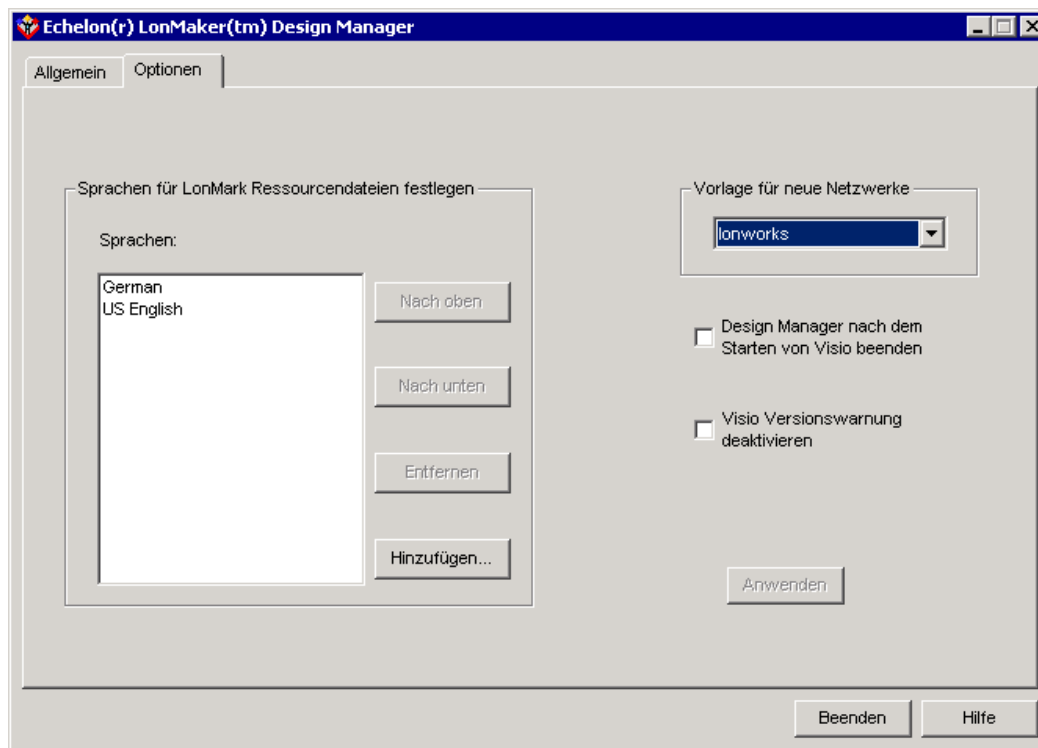 Echelon(r) LonMaker(tm) Design Manager
Allgemein
Optionen
Sprachen für LonMark Ressourcendateien festlegen
Sprachen:
German
US English
Nach oben
Nach unten
Entfernen
Hinzufügen...
Vorlage für neue Netzwerke
lonworks
Design Manager nach dem
Starten von Visio beenden
Visio Versionswarnung
deaktivieren
Anwenden
Beenden
Hilfe